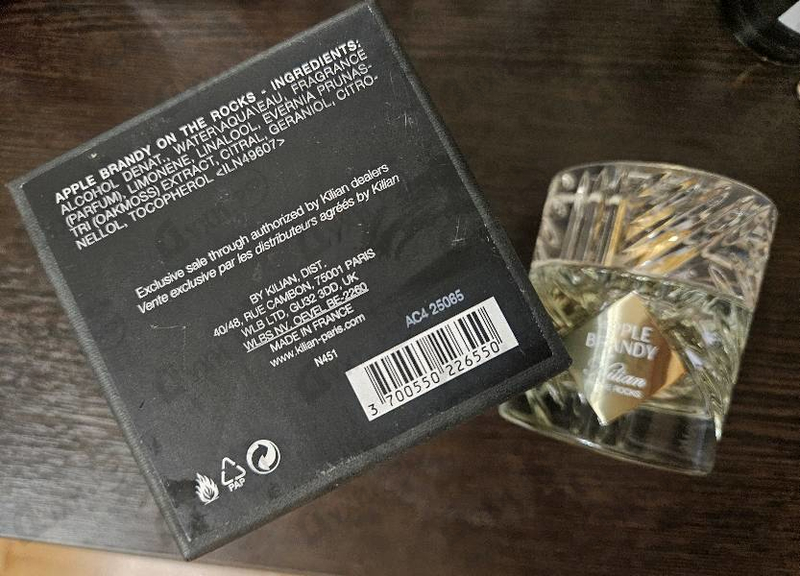 APPLE BRANDY ON THE ROCKS - INGREDIENTS:
ALCOHOL DENAT., WATER\AQUA\EAU, FRAGRANCE
(PARFUM), LIMONENE, LINALOOL, EVERNIA PRUNAS-
TRI (OAKMOSS) EXTRACT, CITRAL, GERANIOL, CITRO-
NELLOL, TOCOPHEROL <ILN49607>
Exclusive sale through authorized by Kilian dealers
Vente exclusive par les distributeurs agréés by Kilian
BY KILIAN, DIST.
40/48, RUE CAMBON, 75001 PARIS
WLB LTD, GU32 3DD, UK
WLBS NV, OEVEL BE-2260
MADE IN FRANCE
www.kilian-paris.com
N451
AC4 25085
3 700550 226550
PAP
APPLE
BRANDY
Kilian
ROCKS